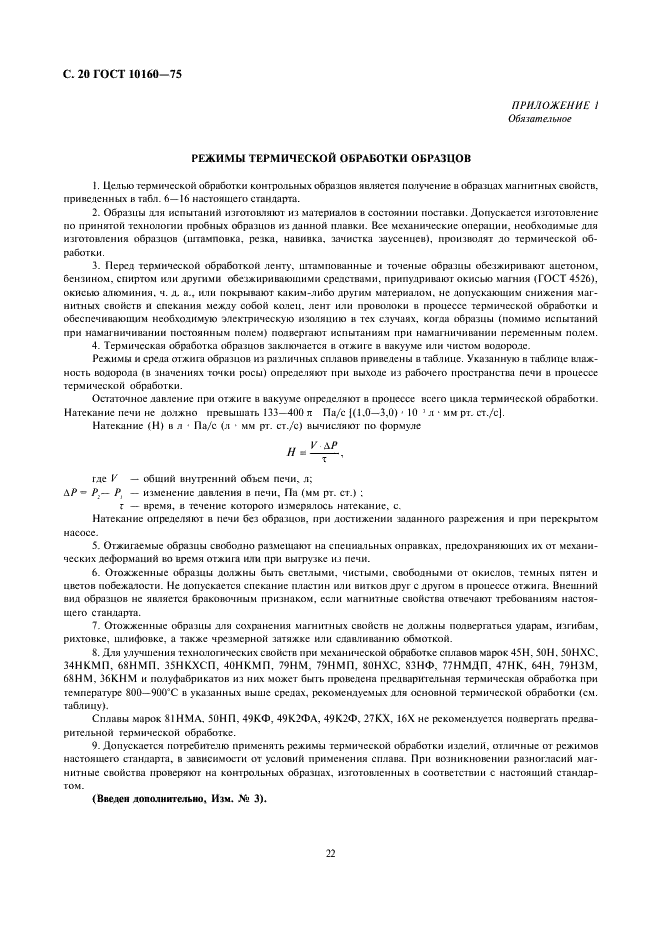 С. 20 ГОСТ 10160—75
ПРИЛОЖЕНИЕ 1
Обязательное
РЕЖИМЫ ТЕРМИЧЕСКОЙ ОБРАБОТКИ ОБРАЗЦОВ
1. Целью термической обработки контрольных образцов является получение в образцах магнитных свойств,
приведенных в табл. 6—16 настоящего стандарта.
2. Образцы для испытаний изготовляют из материалов в состоянии поставки. Допускается изготовление
по принятой технологии пробных образцов из данной плавки. Все механические операции, необходимые для
изготовления образцов (штамповка, резка, навивка, зачистка заусенцев), производят до термической об-
работки.
3. Перед термической обработкой ленту, штампованные и точеные образцы обезжиривают ацетоном,
бензином, спиртом или другими обезжиривающими средствами, припудривают окисью магния (ГОСТ 4526),
окисью алюминия, ч. д. а., или покрывают каким-либо другим материалом, не допускающим снижения маг-
нитных свойств и спекания между собой колец, лент или проволоки в процессе термической обработки и
обеспечивающим необходимую электрическую изоляцию в тех случаях, когда образцы (помимо испытаний
при намагничивании постоянным полем) подвергают испытаниям при намагничивании переменным полем.
4. Термическая обработка образцов заключается в отжиге в вакууме или чистом водороде.
Режимы и среда отжига образцов из различных сплавов приведены в таблице. Указанную в таблице влаж-
ность водорода (в значениях точки росы) определяют при выходе из рабочего пространства печи в процессе
термической обработки.
Остаточное давление при отжиге в вакууме определяют в процессе всего цикла термической обработки.
Натекание печи не должно превышать 133—400 π Па/с [(1,0—3,0) · 10⁻³ л · мм рт. ст./с].
Натекание (Н) в л · Па/с (л · мм рт. ст./с) вычисляют по формуле
H = V · ΔP / τ,
где V — общий внутренний объем печи, л;
ΔP = P₂— P₁ — изменение давления в печи, Па (мм рт. ст.) ;
τ — время, в течение которого измерялось натекание, с.
Натекание определяют в печи без образцов, при достижении заданного разрежения и при перекрытом
насосе.
5. Отжигаемые образцы свободно размещают на специальных оправках, предохраняющих их от механи-
ческих деформаций во время отжига или при выгрузке из печи.
6. Отожженные образцы должны быть светлыми, чистыми, свободными от окислов, темных пятен и
цветов побежалости. Не допускается спекание пластин или витков друг с другом в процессе отжига. Внешний
вид образцов не является браковочным признаком, если магнитные свойства отвечают требованиям настоя-
щего стандарта.
7. Отожженные образцы для сохранения магнитных свойств не должны подвергаться ударам, изгибам,
рихтовке, шлифовке, а также чрезмерной затяжке или сдавливанию обмоткой.
8. Для улучшения технологических свойств при механической обработке сплавов марок 45Н, 50Н, 50НХС,
34НКМП, 68НМП, 35НКХСП, 40НКМП, 79НМ, 79НМП, 80НХС, 83НФ, 77НМДП, 47НК, 64Н, 79НЗМ,
68НМ, 36КНМ и полуфабрикатов из них может быть проведена предварительная термическая обработка при
температуре 800—900°С в указанных выше средах, рекомендуемых для основной термической обработки (см.
таблицу).
Сплавы марок 81НМА, 50НП, 49КФ, 49К2ФА, 49К2Ф, 27КХ, 16Х не рекомендуется подвергать предва-
рительной термической обработке.
9. Допускается потребителю применять режимы термической обработки изделий, отличные от режимов
настоящего стандарта, в зависимости от условий применения сплава. При возникновении разногласий маг-
нитные свойства проверяют на контрольных образцах, изготовленных в соответствии с настоящий стандар-
том.
(Введен дополнительно, Изм. № 3).
22